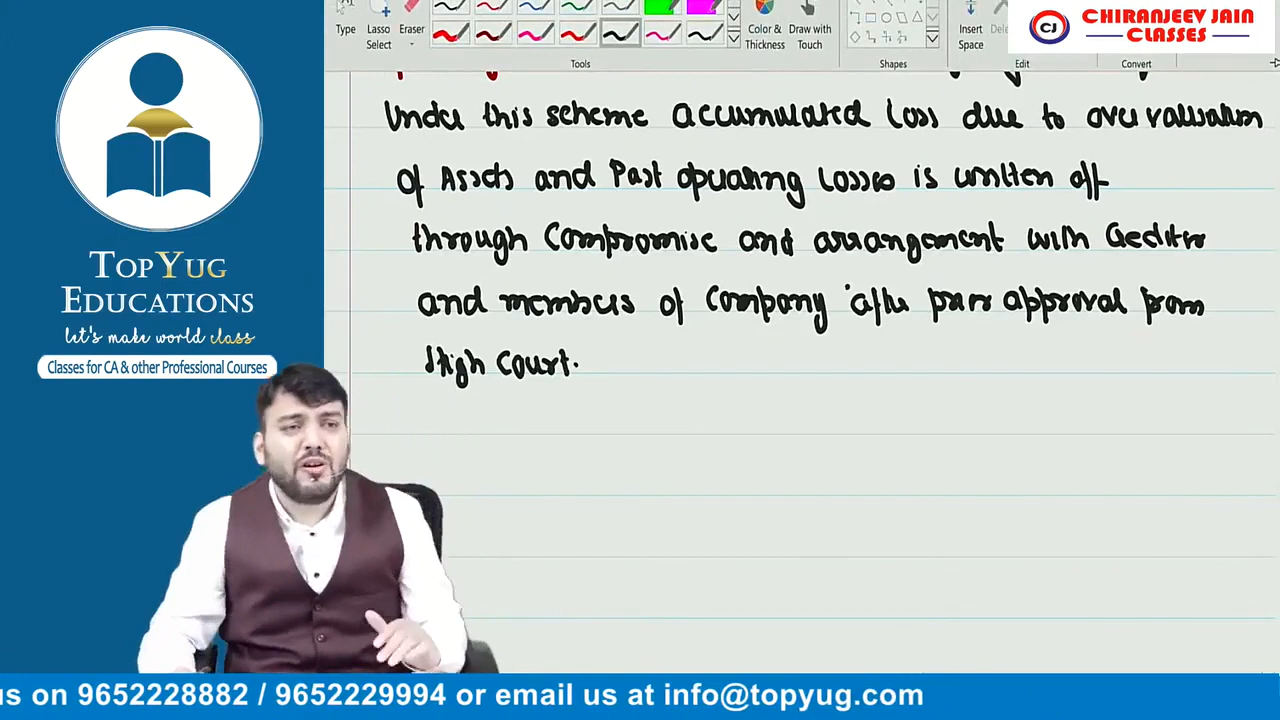 Type
Lasso
Select
Eraser
Color &
Thickness
Draw with
Touch
Insert
Space
Tools
Shapes
Edit
Convert
CJ
CHIRANJEEV JAIN
CLASSES
Under this scheme accumulated Loss due to overvaluation
of Assets and Past operating Losses is written off
through Compromise and arrangement with Creditors
and members of Company after prior approval from
High Court.
TOPYUG
EDUCATIONS
let's make world class
Classes for CA & other Professional Courses
us on 9652228882 / 9652229994 or email us at info@topyug.com